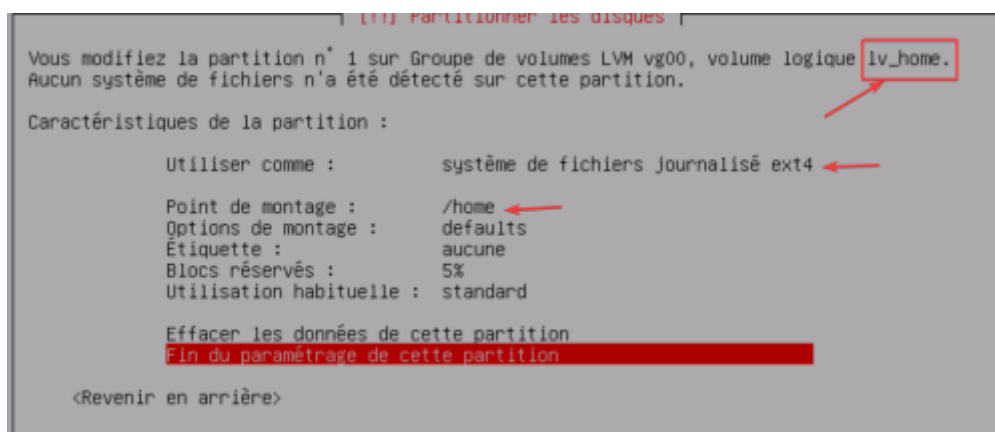 [!!] Partitionner les disques
Vous modifiez la partition n° 1 sur Groupe de volumes LVM vg00, volume logique lv_home.
Aucun système de fichiers n'a été détecté sur cette partition.
Caractéristiques de la partition :
Utiliser comme : système de fichiers journalisé ext4
Point de montage : /home
Options de montage : defaults
Étiquette : aucune
Blocs réservés : 5%
Utilisation habituelle : standard
Effacer les données de cette partition
Fin du paramétrage de cette partition
<Revenir en arrière>